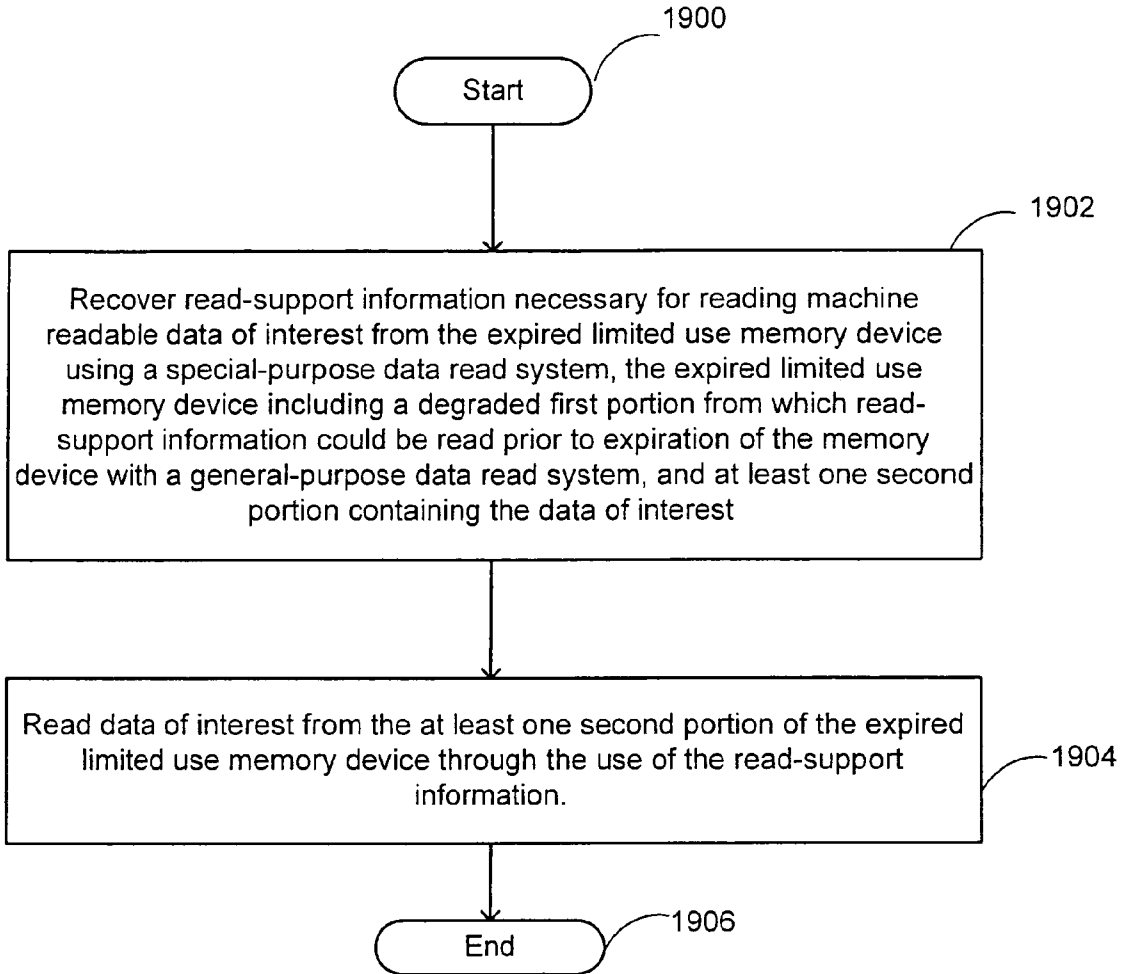 1900
Start
1902
Recover read-support information necessary for reading machine
readable data of interest from the expired limited use memory device
using a special-purpose data read system, the expired limited use
memory device including a degraded first portion from which read-
support information could be read prior to expiration of the memory
device with a general-purpose data read system, and at least one second
portion containing the data of interest
Read data of interest from the at least one second portion of the expired
limited use memory device through the use of the read-support
information.
1904
1906
End